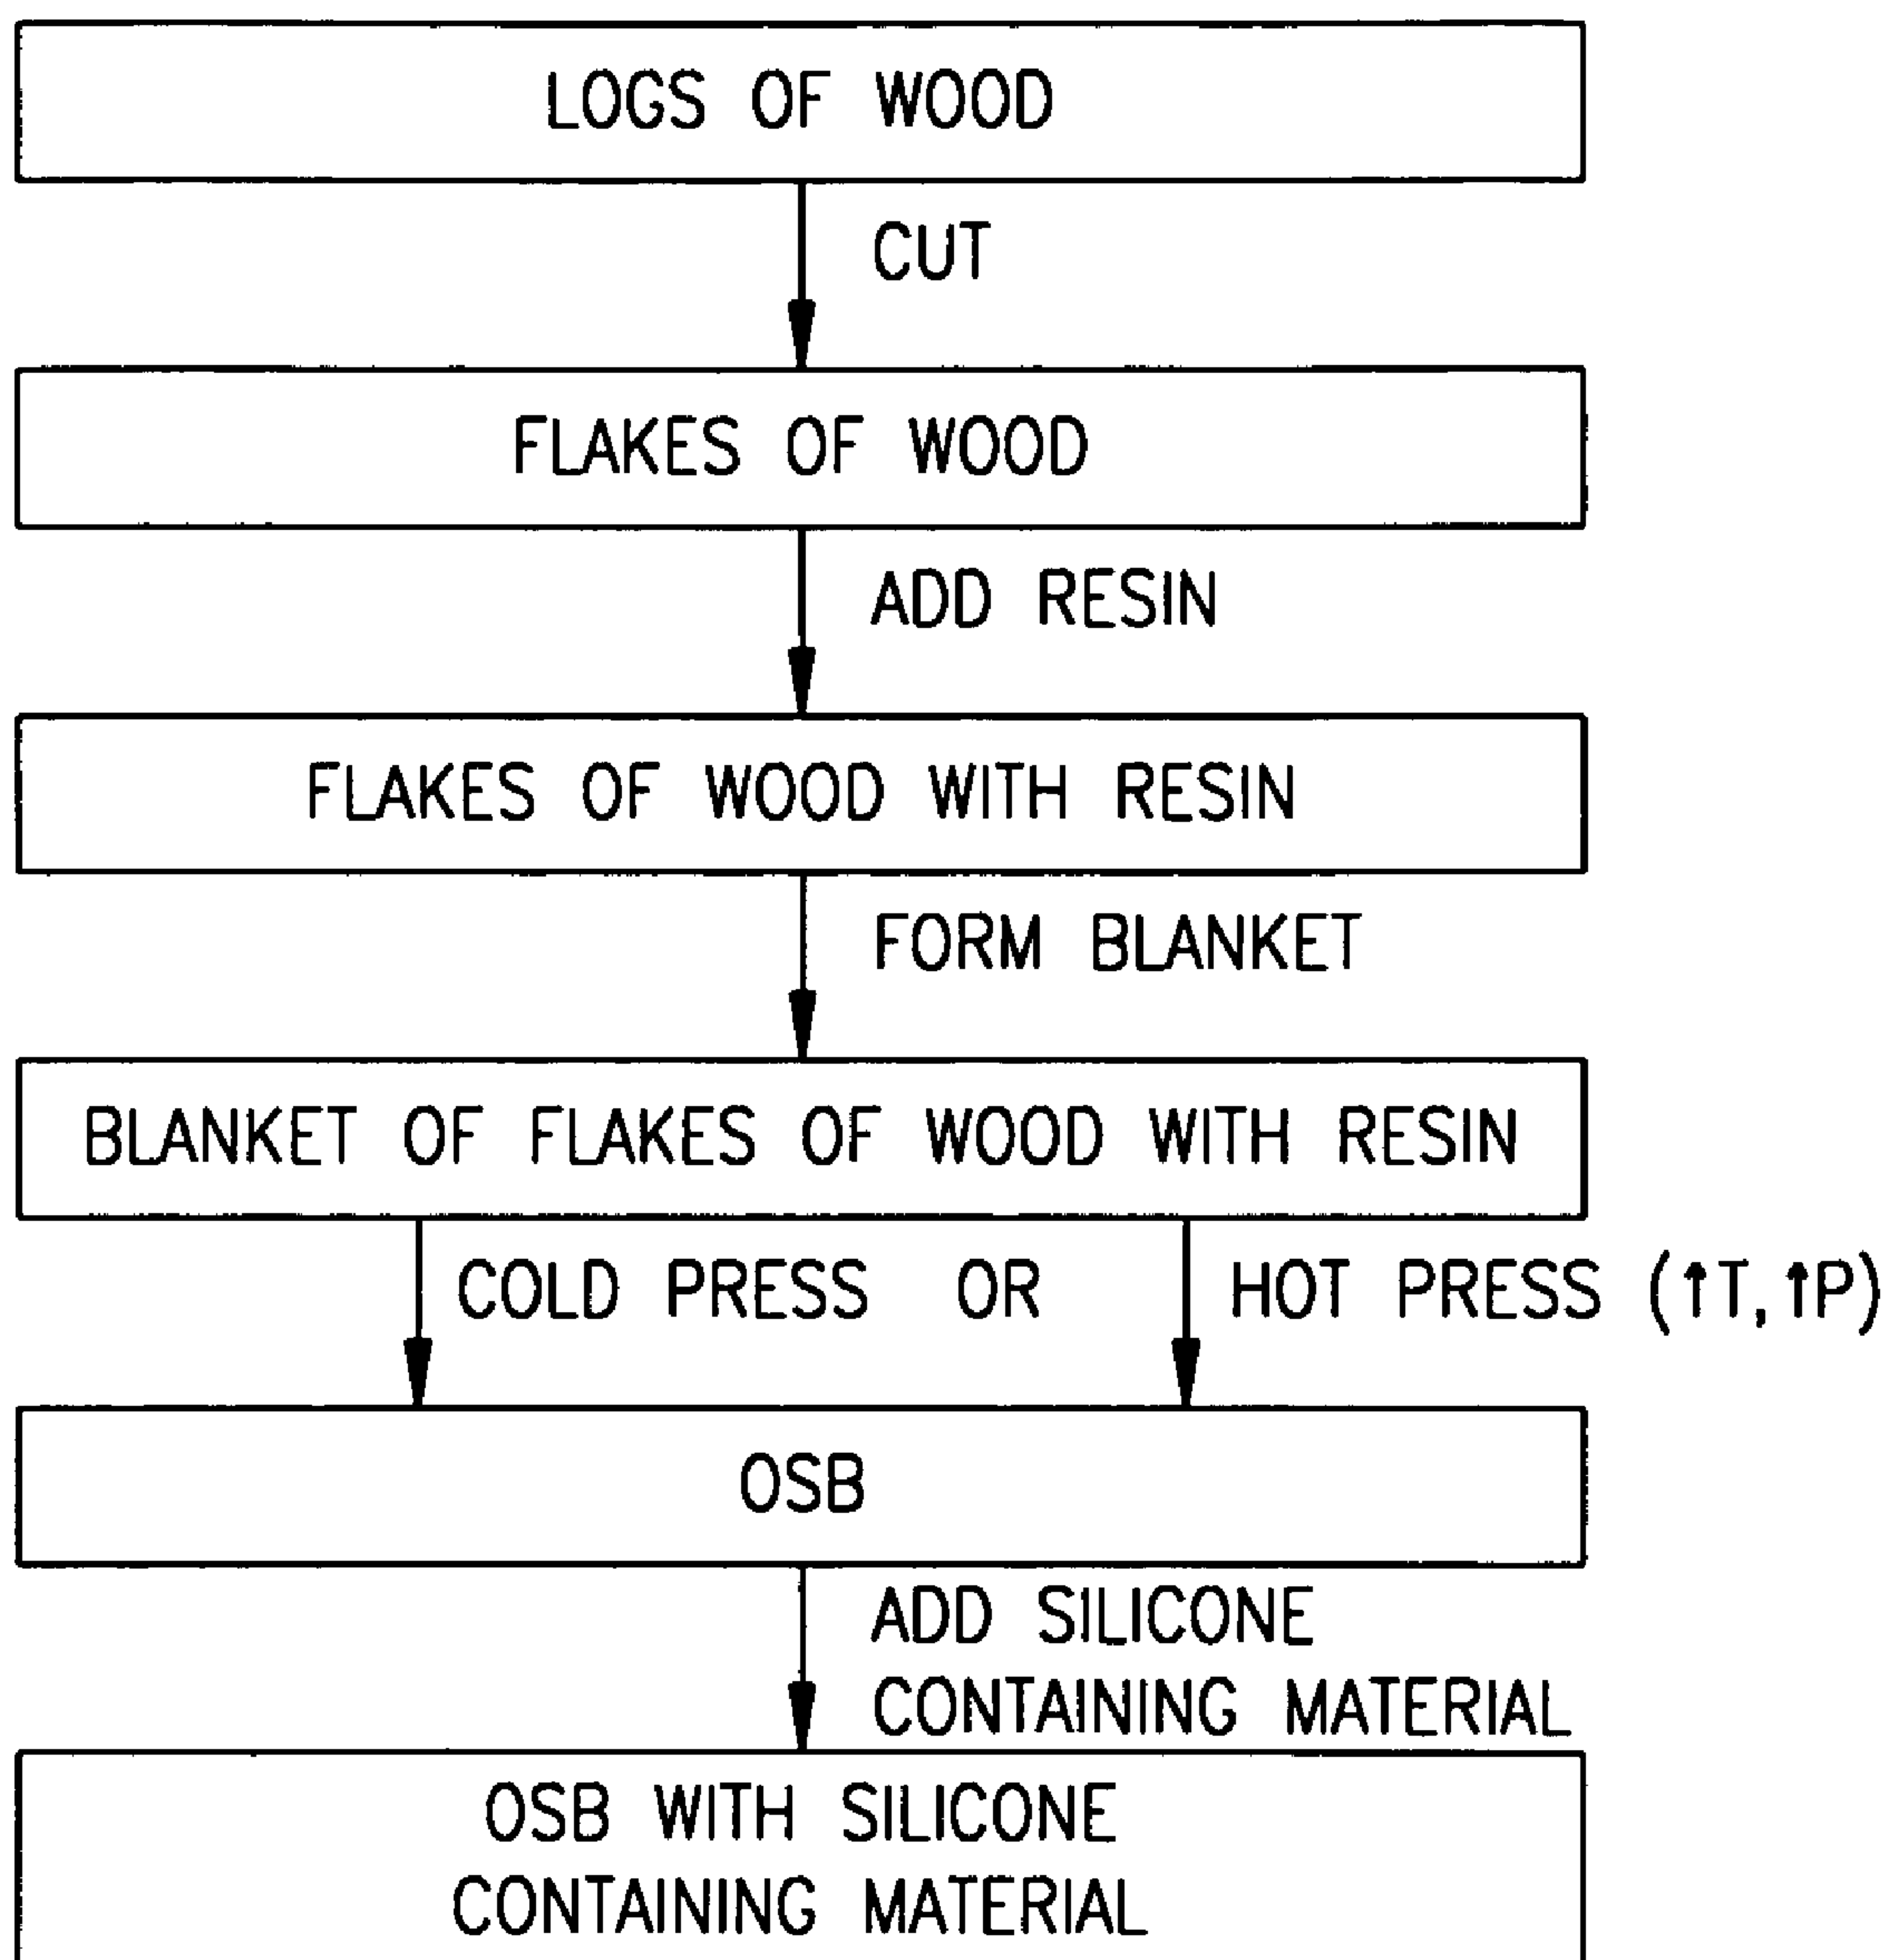 LOGS OF WOOD
CUT
FLAKES OF WOOD
ADD RESIN
FLAKES OF WOOD WITH RESIN
FORM BLANKET
BLANKET OF FLAKES OF WOOD WITH RESIN
COLD PRESS OR HOT PRESS (↑T, ↑P)
OSB
ADD SILICONE
CONTAINING MATERIAL
OSB WITH SILICONE
CONTAINING MATERIAL